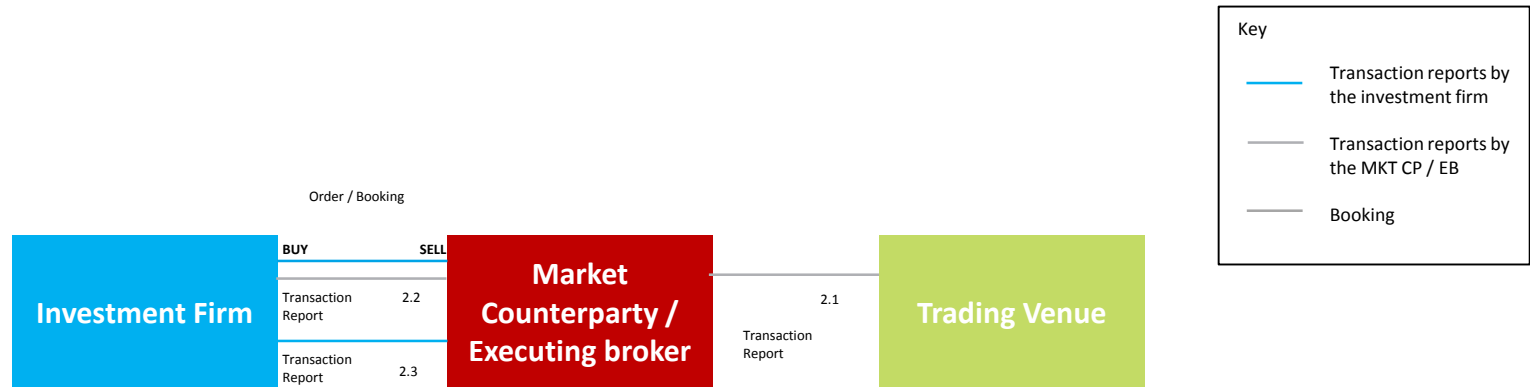 Key
Transaction reports by
the investment firm
Transaction reports by
the MKT CP / EB
Booking
Order / Booking
BUY SELL
Investment Firm
Transaction
Report
2.2
Transaction
Report
2.3
Market
Counterparty /
Executing broker
2.1
Transaction
Report
Trading Venue